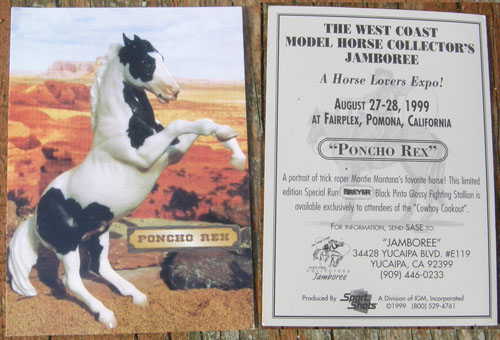 PONCHO REX
THE WEST COAST
MODEL HORSE COLLECTOR'S
JAMBOREE
A Horse Lovers Expo!
AUGUST 27-28, 1999
AT FAIRPLEX, POMONA, CALIFORNIA
"PONCHO REX"
A portrait of trick roper Montie Montana's favorite horse! This limited
edition Special Run BREYER Black Pinto Glossy Fighting Stallion is
available exclusively to attendees of the "Cowboy Cookout".
FOR INFORMATION, SEND SASE TO:
"JAMBOREE"
34428 YUCAIPA BLVD. #E119
YUCAIPA, CA 92399
(909) 446-0233
COLLECTORS
Jamboree
Produced By Sport Shots A Division of IGM, Incorporated
©1999 (800) 529-4761